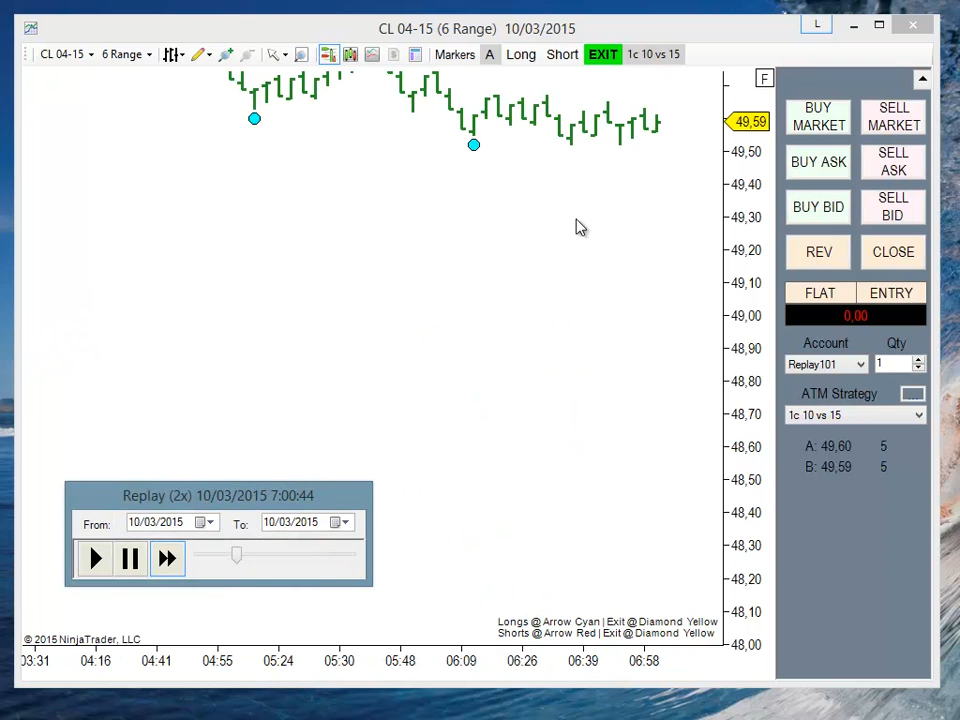 CL 04-15 (6 Range)  10/03/2015
L
CL 04-15 6 Range Markers A Long Short EXIT 1c 10 vs 15
F
49,59
49,50
49,40
49,30
49,20
49,10
49,00
48,90
48,80
48,70
48,60
48,50
48,40
48,30
48,20
48,10
48,00
BUY MARKET
SELL MARKET
BUY ASK
SELL ASK
BUY BID
SELL BID
REV
CLOSE
FLAT
ENTRY
0,00
Account Qty
Replay101 1
ATM Strategy
1c 10 vs 15
A: 49,60 5
B: 49,59 5
Replay (2x) 10/03/2015 7:00:44
From: 10/03/2015 To: 10/03/2015
Longs @ Arrow Cyan | Exit @ Diamond Yellow
Shorts @ Arrow Red | Exit @ Diamond Yellow
© 2015 NinjaTrader, LLC
03:31 04:16 04:41 04:55 05:24 05:30 05:48 06:09 06:26 06:39 06:58